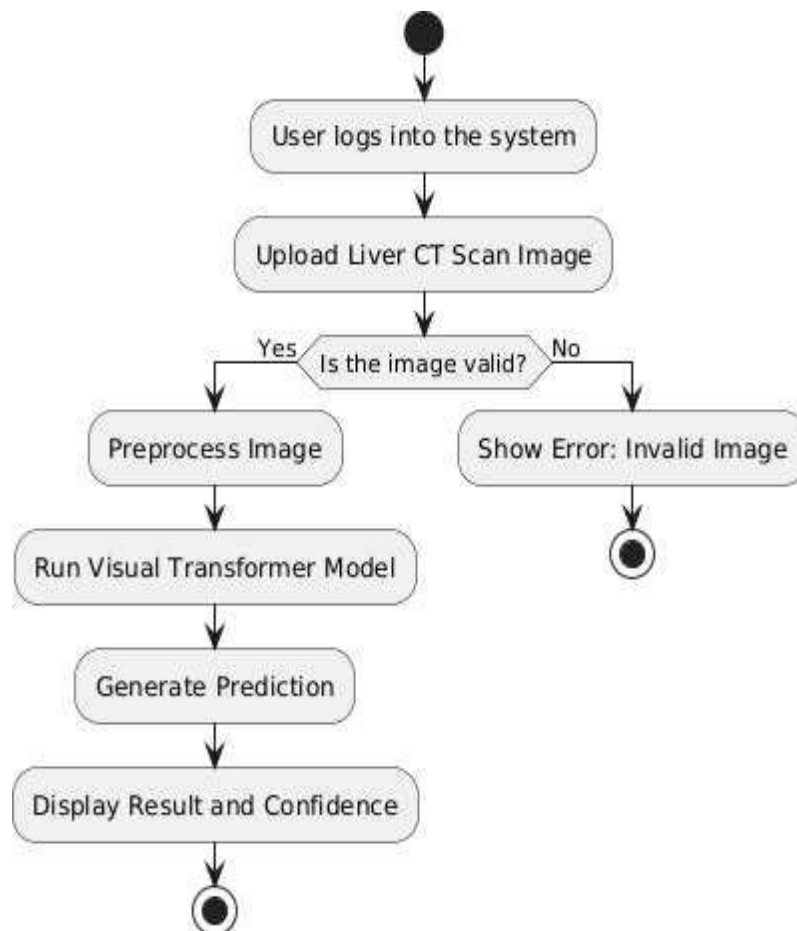 User logs into the system
Upload Liver CT Scan Image
Yes
Is the image valid?
No
Preprocess Image
Show Error: Invalid Image
Run Visual Transformer Model
Generate Prediction
Display Result and Confidence